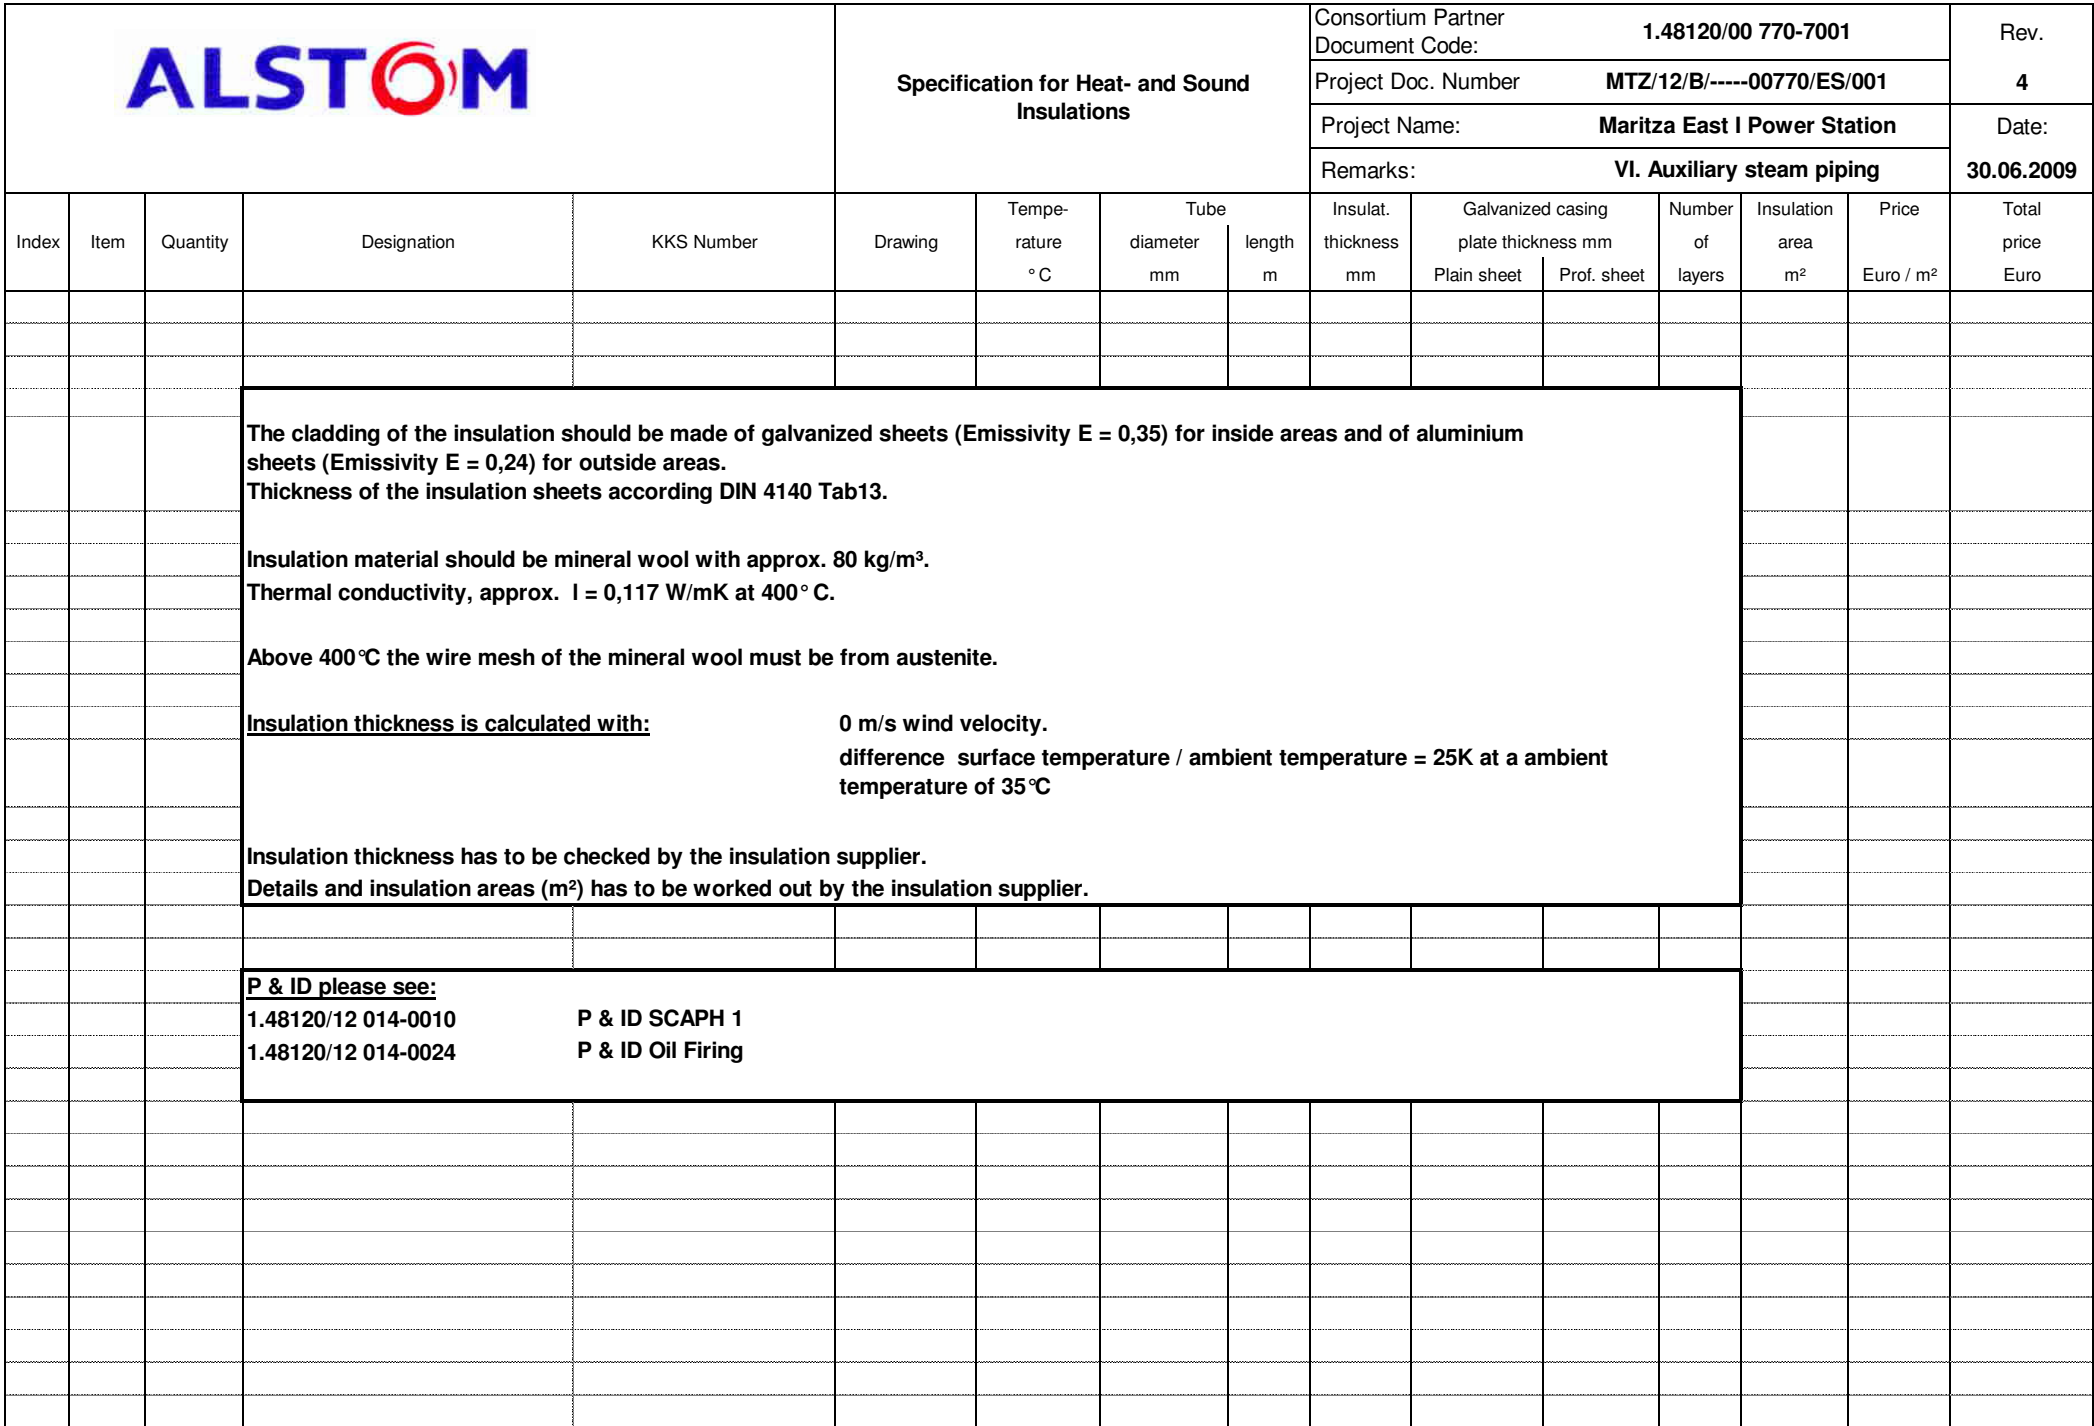 ALSTOM
Specification for Heat- and Sound
Insulations
Consortium Partner
Document Code:
1.48120/00 770-7001
Rev.
Project Doc. Number
MTZ/12/B/-----00770/ES/001
4
Project Name:
Maritza East I Power Station
Date:
Remarks:
VI. Auxiliary steam piping
30.06.2009
Tempe- Tube Insulat. Galvanized casing Number Insulation Price Total
Index Item Quantity Designation KKS Number Drawing rature diameter length thickness plate thickness mm of area price
°C mm m mm Plain sheet Prof. sheet layers m² Euro / m² Euro
The cladding of the insulation should be made of galvanized sheets (Emissivity E = 0,35) for inside areas and of aluminium
sheets (Emissivity E = 0,24) for outside areas.
Thickness of the insulation sheets according DIN 4140 Tab13.
Insulation material should be mineral wool with approx. 80 kg/m³.
Thermal conductivity, approx. l = 0,117 W/mK at 400° C.
Above 400°C the wire mesh of the mineral wool must be from austenite.
Insulation thickness is calculated with: 0 m/s wind velocity.
difference surface temperature / ambient temperature = 25K at a ambient
temperature of 35°C
Insulation thickness has to be checked by the insulation supplier.
Details and insulation areas (m²) has to be worked out by the insulation supplier.
P & ID please see:
1.48120/12 014-0010 P & ID SCAPH 1
1.48120/12 014-0024 P & ID Oil Firing